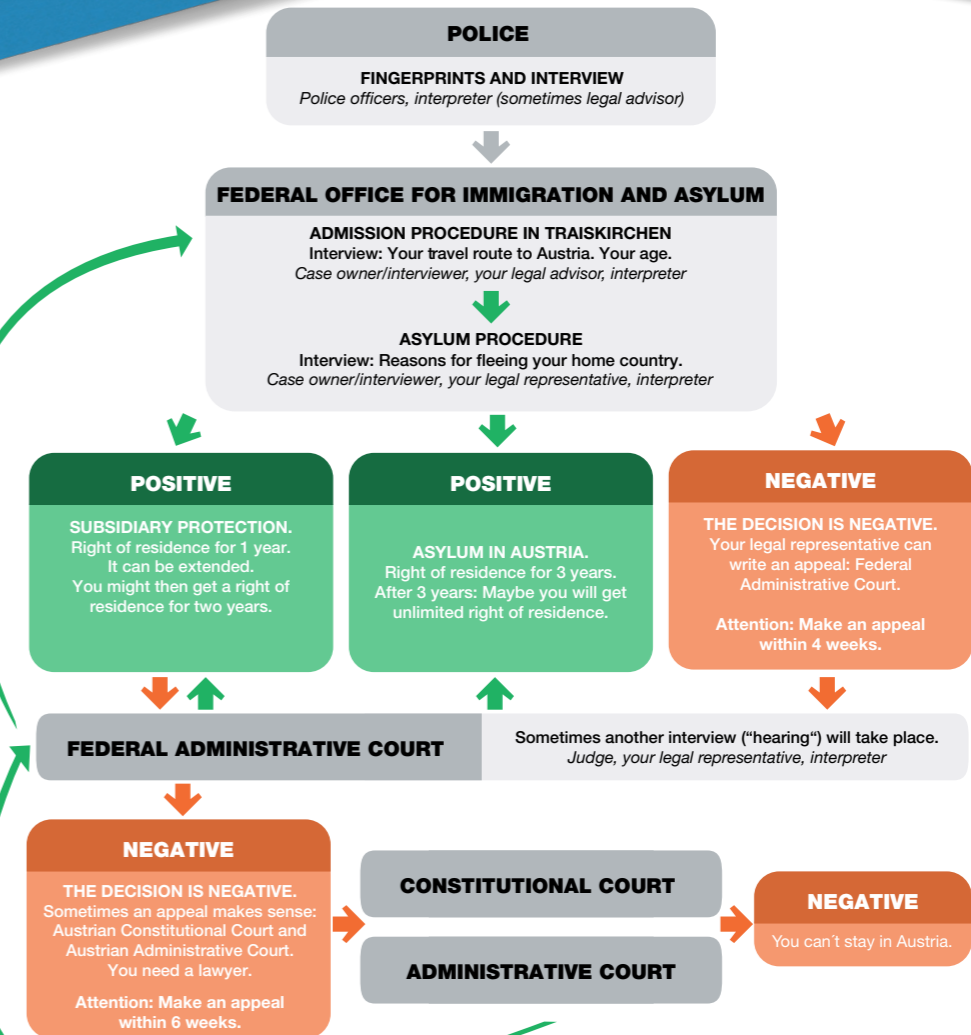 POLICE
FINGERPRINTS AND INTERVIEW
Police officers, interpreter (sometimes legal advisor)
FEDERAL OFFICE FOR IMMIGRATION AND ASYLUM
ADMISSION PROCEDURE IN TRAISKIRCHEN
Interview: Your travel route to Austria. Your age.
Case owner/interviewer, your legal advisor, interpreter
ASYLUM PROCEDURE
Interview: Reasons for fleeing your home country.
Case owner/interviewer, your legal representative, interpreter
POSITIVE
SUBSIDIARY PROTECTION.
Right of residence for 1 year.
It can be extended.
You might then get a right of
residence for two years.
POSITIVE
ASYLUM IN AUSTRIA.
Right of residence for 3 years.
After 3 years: Maybe you will get
unlimited right of residence.
NEGATIVE
THE DECISION IS NEGATIVE.
Your legal representative can
write an appeal: Federal
Administrative Court.
Attention: Make an appeal
within 4 weeks.
FEDERAL ADMINISTRATIVE COURT
Sometimes another interview (“hearing“) will take place.
Judge, your legal representative, interpreter
NEGATIVE
THE DECISION IS NEGATIVE.
Sometimes an appeal makes sense:
Austrian Constitutional Court and
Austrian Administrative Court.
You need a lawyer.
Attention: Make an appeal
within 6 weeks.
CONSTITUTIONAL COURT
ADMINISTRATIVE COURT
NEGATIVE
You can´t stay in Austria.